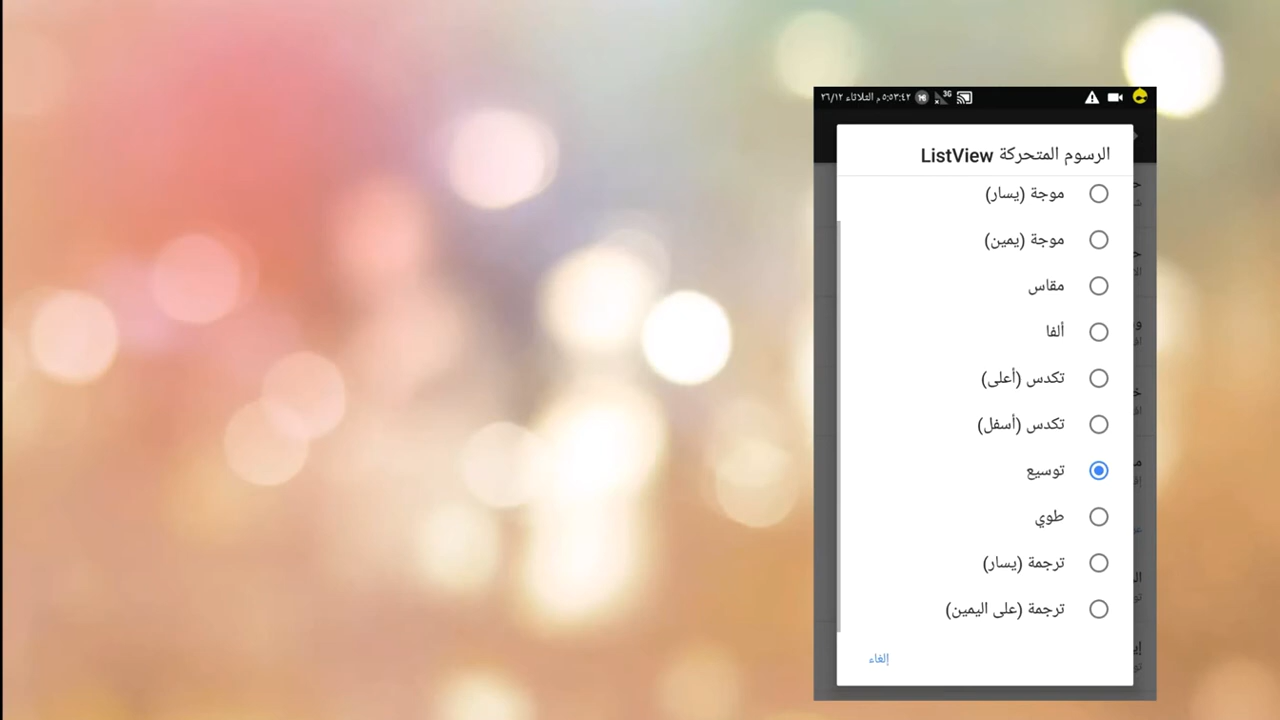 ٥:٥٣:٤٢ م الثلاثاء ٢٦/١٢
3G
الرسوم المتحركة ListView
موجة (يسار)
موجة (يمين)
مقاس
ألفا
تكدس (أعلى)
تكدس (أسفل)
توسيع
طوي
ترجمة (يسار)
ترجمة (على اليمين)
إلغاء